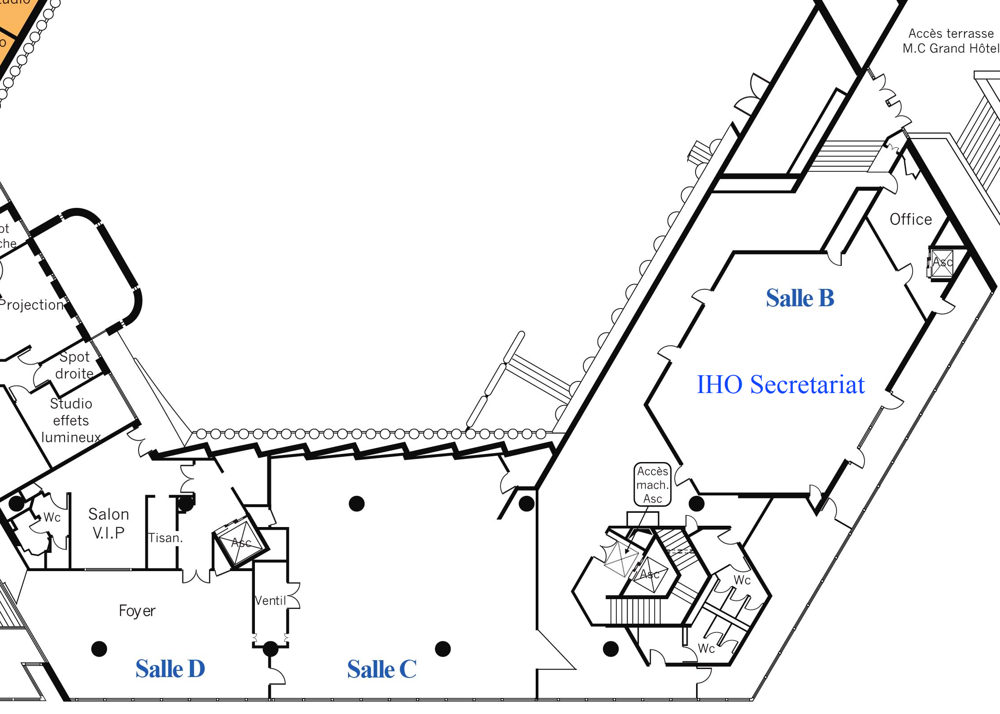 Accès terrasse
M.C Grand Hôtel
Office
Asc
Salle B
Projection
Spot
droite
IHO Secretariat
Studio
effets
lumineux
Accès
mach.
Asc
Wc
Salon
V.I.P
Tisan.
Asc
Asc
Wc
Ventil
Foyer
Wc
Salle D
Salle C